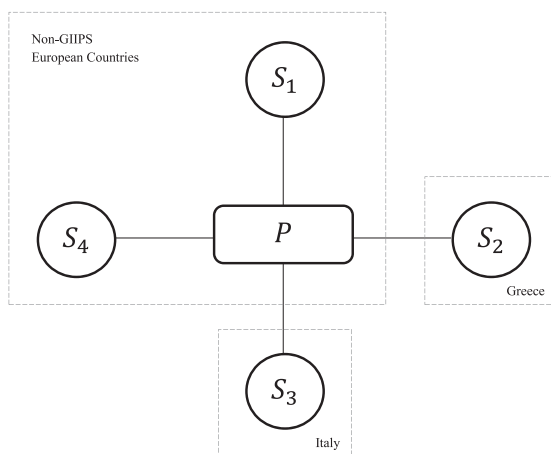 Non-GIIPS
European Countries
S₁
S₄
P
S₂
Greece
S₃
Italy